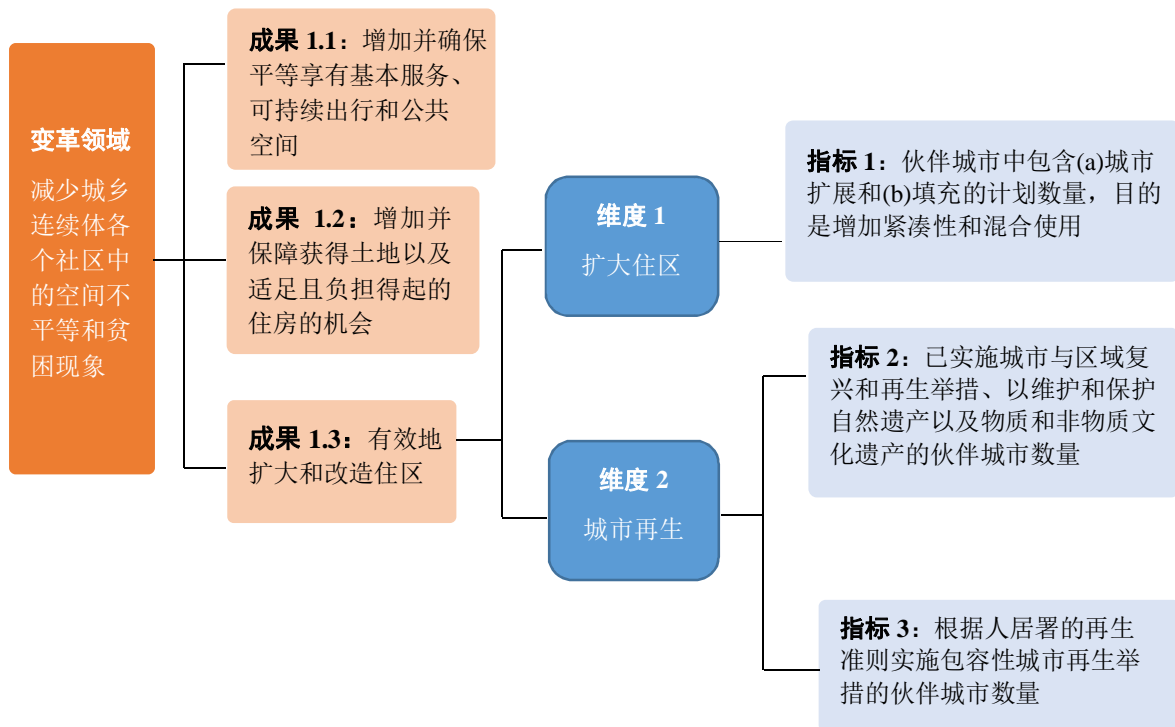 变革领域
减少城乡
连续体各
个社区中
的空间不
平等和贫
困现象
成果 1.1：增加并确保
平等享有基本服务、
可持续出行和公共
空间
成果 1.2：增加并
保障获得土地以及
适足且负担得起的
住房的机会
成果 1.3：有效地
扩大和改造住区
维度 1
扩大住区
维度 2
城市再生
指标 1：伙伴城市中包含(a)城市
扩展和(b)填充的计划数量，目的
是增加紧凑性和混合使用
指标 2：已实施城市与区域复
兴和再生举措、以维护和保护
自然遗产以及物质和非物质文
化遗产的伙伴城市数量
指标 3：根据人居署的再生
准则实施包容性城市再生举
措的伙伴城市数量